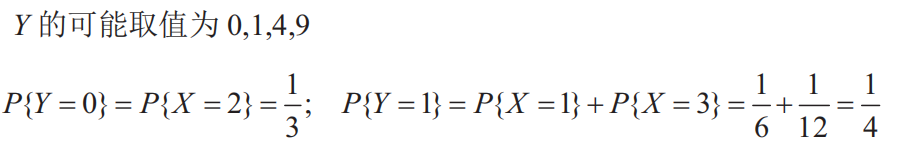 Y 的可能取值为 0,1,4,9
P{Y = 0} = P{X = 2} = 1/3; P{Y = 1} = P{X = 1} + P{X = 3} = 1/6 + 1/12 = 1/4